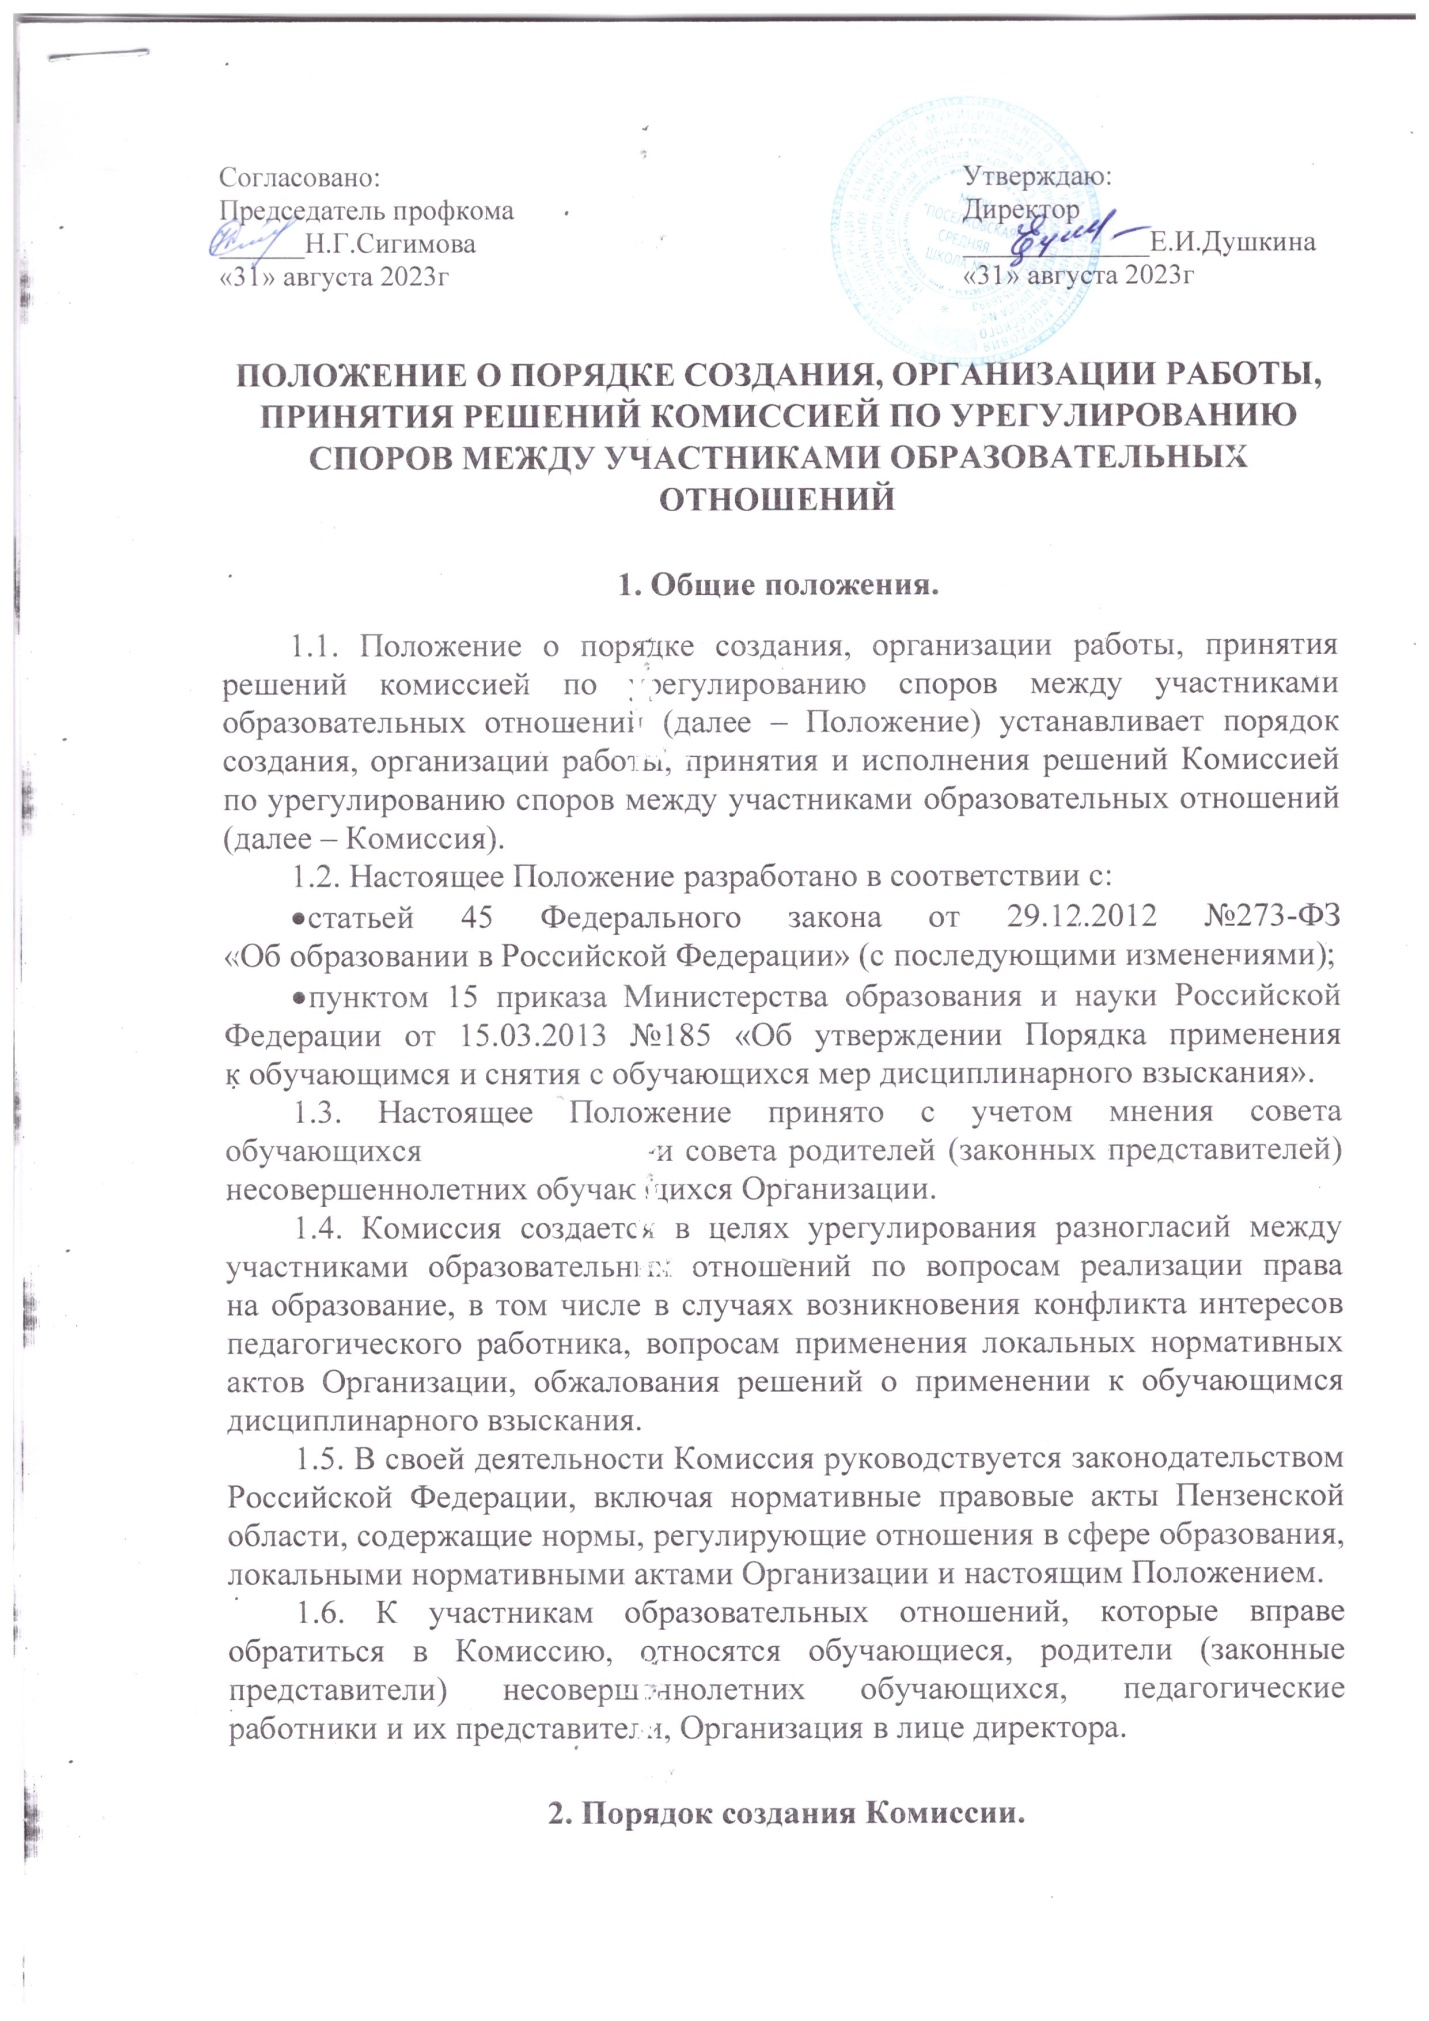 Согласовано:
Председатель профкома
______Н.Г.Сигимова
«31» августа 2023г
Утверждаю:
Директор
_____________Е.И.Душкина
«31» августа 2023г
"ПОСЕЛКОВСКАЯ
СРЕДНЯЯ
ШКОЛА
ПОЛОЖЕНИЕ О ПОРЯДКЕ СОЗДАНИЯ, ОРГАНИЗАЦИИ РАБОТЫ,
ПРИНЯТИЯ РЕШЕНИЙ КОМИССИЕЙ ПО УРЕГУЛИРОВАНИЮ
СПОРОВ МЕЖДУ УЧАСТНИКАМИ ОБРАЗОВАТЕЛЬНЫХ
ОТНОШЕНИЙ
1. Общие положения.
1.1. Положение о порядке создания, организации работы, принятия
решений комиссией по урегулированию споров между участниками
образовательных отношений (далее – Положение) устанавливает порядок
создания, организации работы, принятия и исполнения решений Комиссией
по урегулированию споров между участниками образовательных отношений
(далее – Комиссия).
1.2. Настоящее Положение разработано в соответствии с:
•статьей 45 Федерального закона от 29.12.2012 №273-ФЗ
«Об образовании в Российской Федерации» (с последующими изменениями);
•пунктом 15 приказа Министерства образования и науки Российской
Федерации от 15.03.2013 №185 «Об утверждении Порядка применения
к обучающимся и снятия с обучающихся мер дисциплинарного взыскания».
1.3. Настоящее Положение принято с учетом мнения совета
обучающихся и совета родителей (законных представителей)
несовершеннолетних обучающихся Организации.
1.4. Комиссия создается в целях урегулирования разногласий между
участниками образовательных отношений по вопросам реализации права
на образование, в том числе в случаях возникновения конфликта интересов
педагогического работника, вопросам применения локальных нормативных
актов Организации, обжалования решений о применении к обучающимся
дисциплинарного взыскания.
1.5. В своей деятельности Комиссия руководствуется законодательством
Российской Федерации, включая нормативные правовые акты Пензенской
области, содержащие нормы, регулирующие отношения в сфере образования,
локальными нормативными актами Организации и настоящим Положением.
1.6. К участникам образовательных отношений, которые вправе
обратиться в Комиссию, относятся обучающиеся, родители (законные
представители) несовершеннолетних обучающихся, педагогические
работники и их представители, Организация в лице директора.
2. Порядок создания Комиссии.